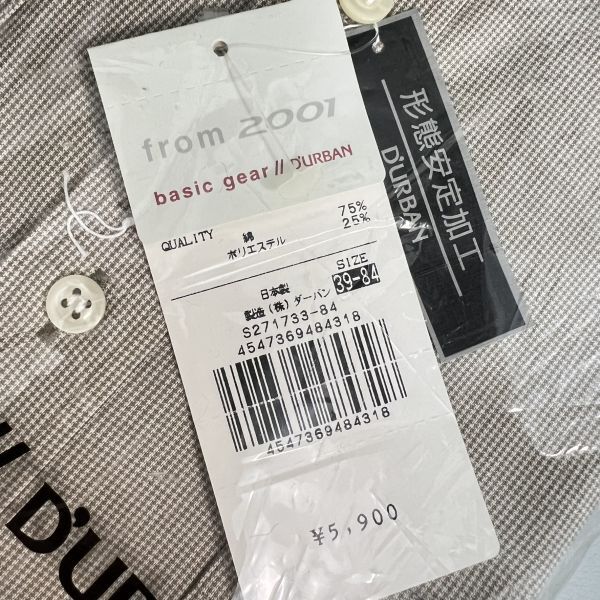 from 2001
basic gear // D'URBAN
QUALITY 綿 75%
ポリエステル 25%
SIZE
日本製 39-84
製造(株)ダーバン
S271733-84
4547369484318
4547369484318
¥5,900
形態安定加工
D'URBAN
D'UR